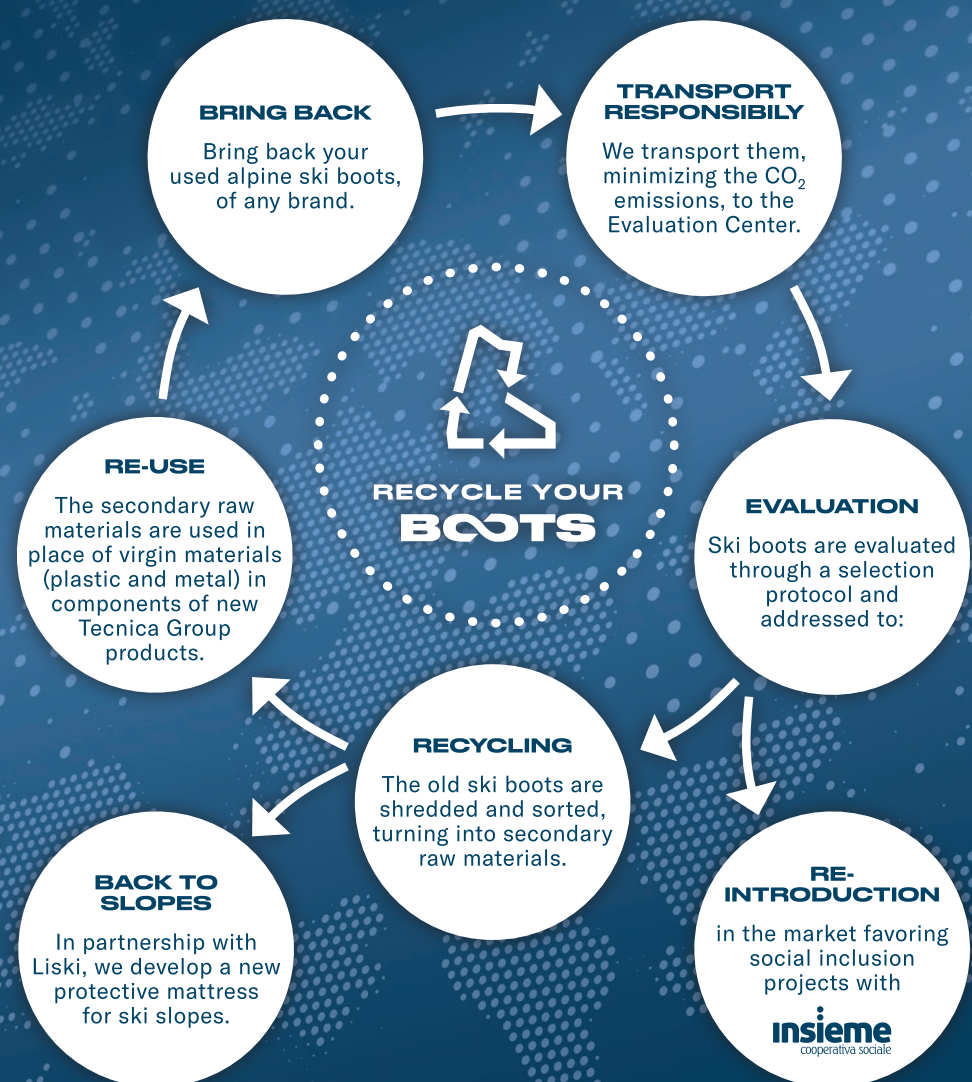 BRING BACK
Bring back your
used alpine ski boots,
of any brand.
TRANSPORT
RESPONSIBILY
We transport them,
minimizing the CO₂
emissions, to the
Evaluation Center.
EVALUATION
Ski boots are evaluated
through a selection
protocol and
addressed to:
RECYCLE YOUR
BOOTS
RE-USE
The secondary raw
materials are used in
place of virgin materials
(plastic and metal) in
components of new
Tecnica Group
products.
RECYCLING
The old ski boots are
shredded and sorted,
turning into secondary
raw materials.
BACK TO
SLOPES
In partnership with
Liski, we develop a new
protective mattress
for ski slopes.
RE-
INTRODUCTION
in the market favoring
social inclusion
projects with
insieme
cooperativa sociale